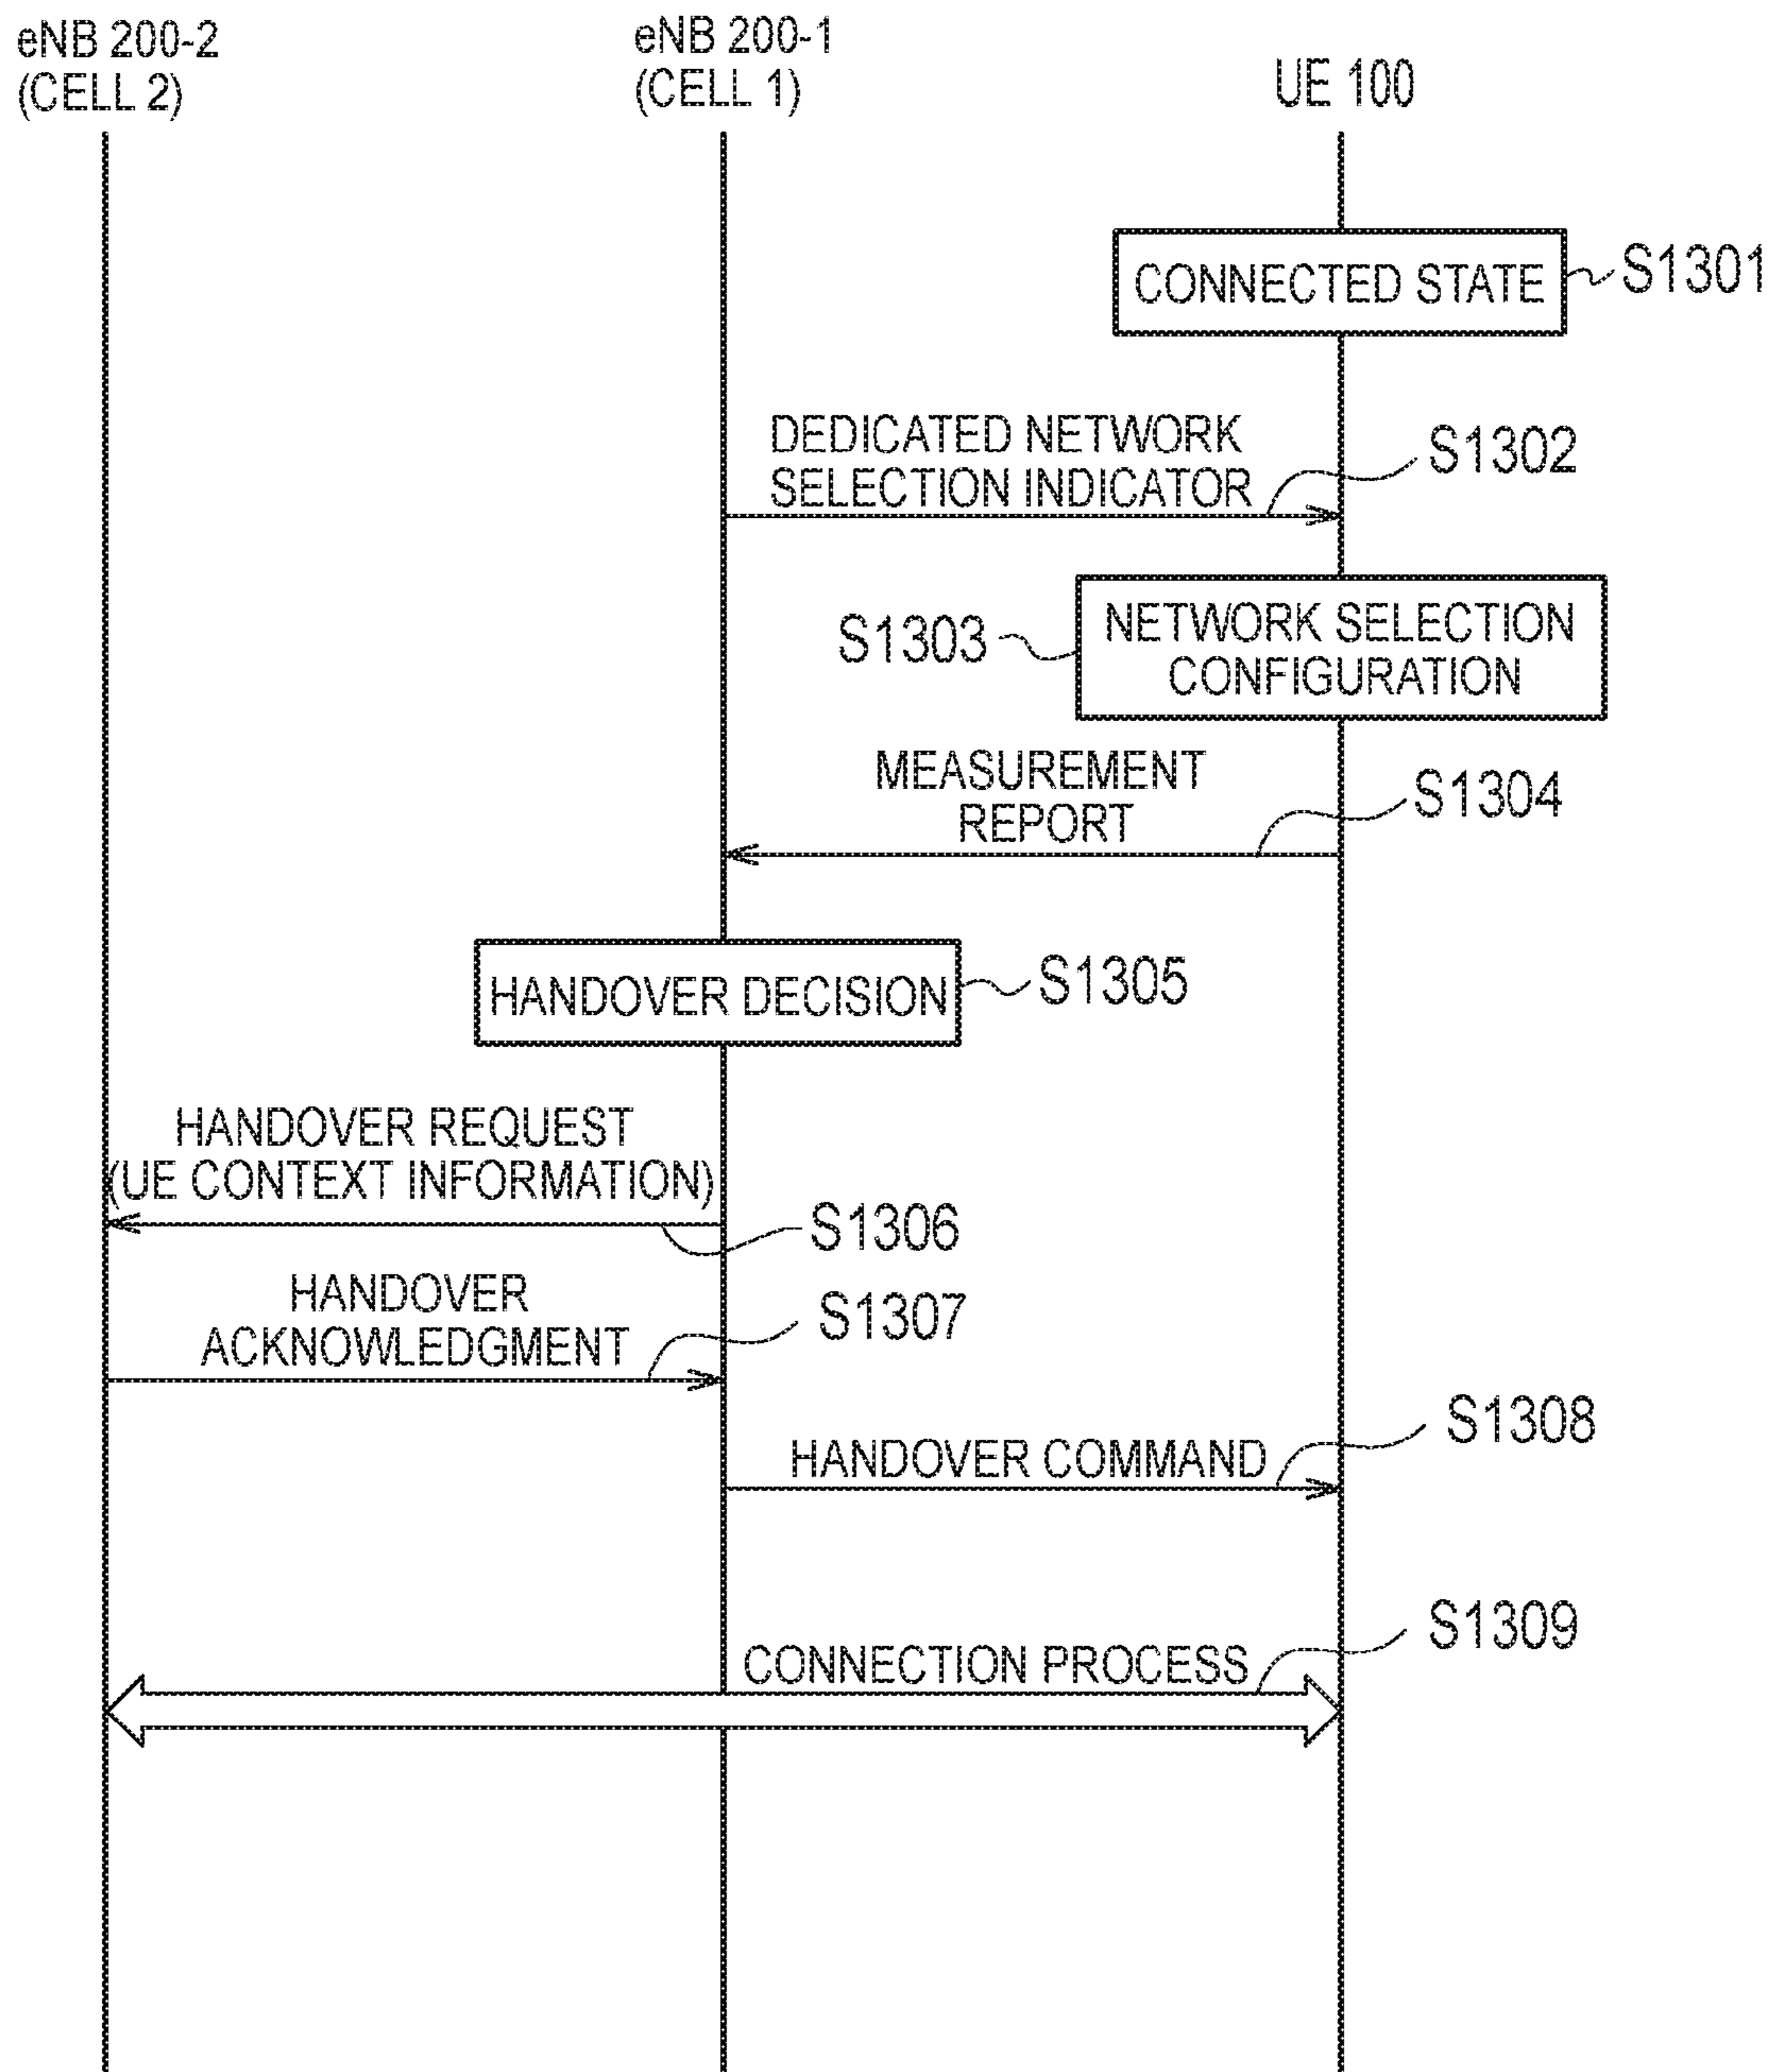 eNB 200-2
(CELL 2)
eNB 200-1
(CELL 1)
UE 100
CONNECTED STATE
S1301
DEDICATED NETWORK
SELECTION INDICATOR
S1302
S1303
NETWORK SELECTION
CONFIGURATION
MEASUREMENT
REPORT
S1304
HANDOVER DECISION
S1305
HANDOVER REQUEST
(UE CONTEXT INFORMATION)
S1306
HANDOVER
ACKNOWLEDGMENT
S1307
HANDOVER COMMAND
S1308
CONNECTION PROCESS
S1309